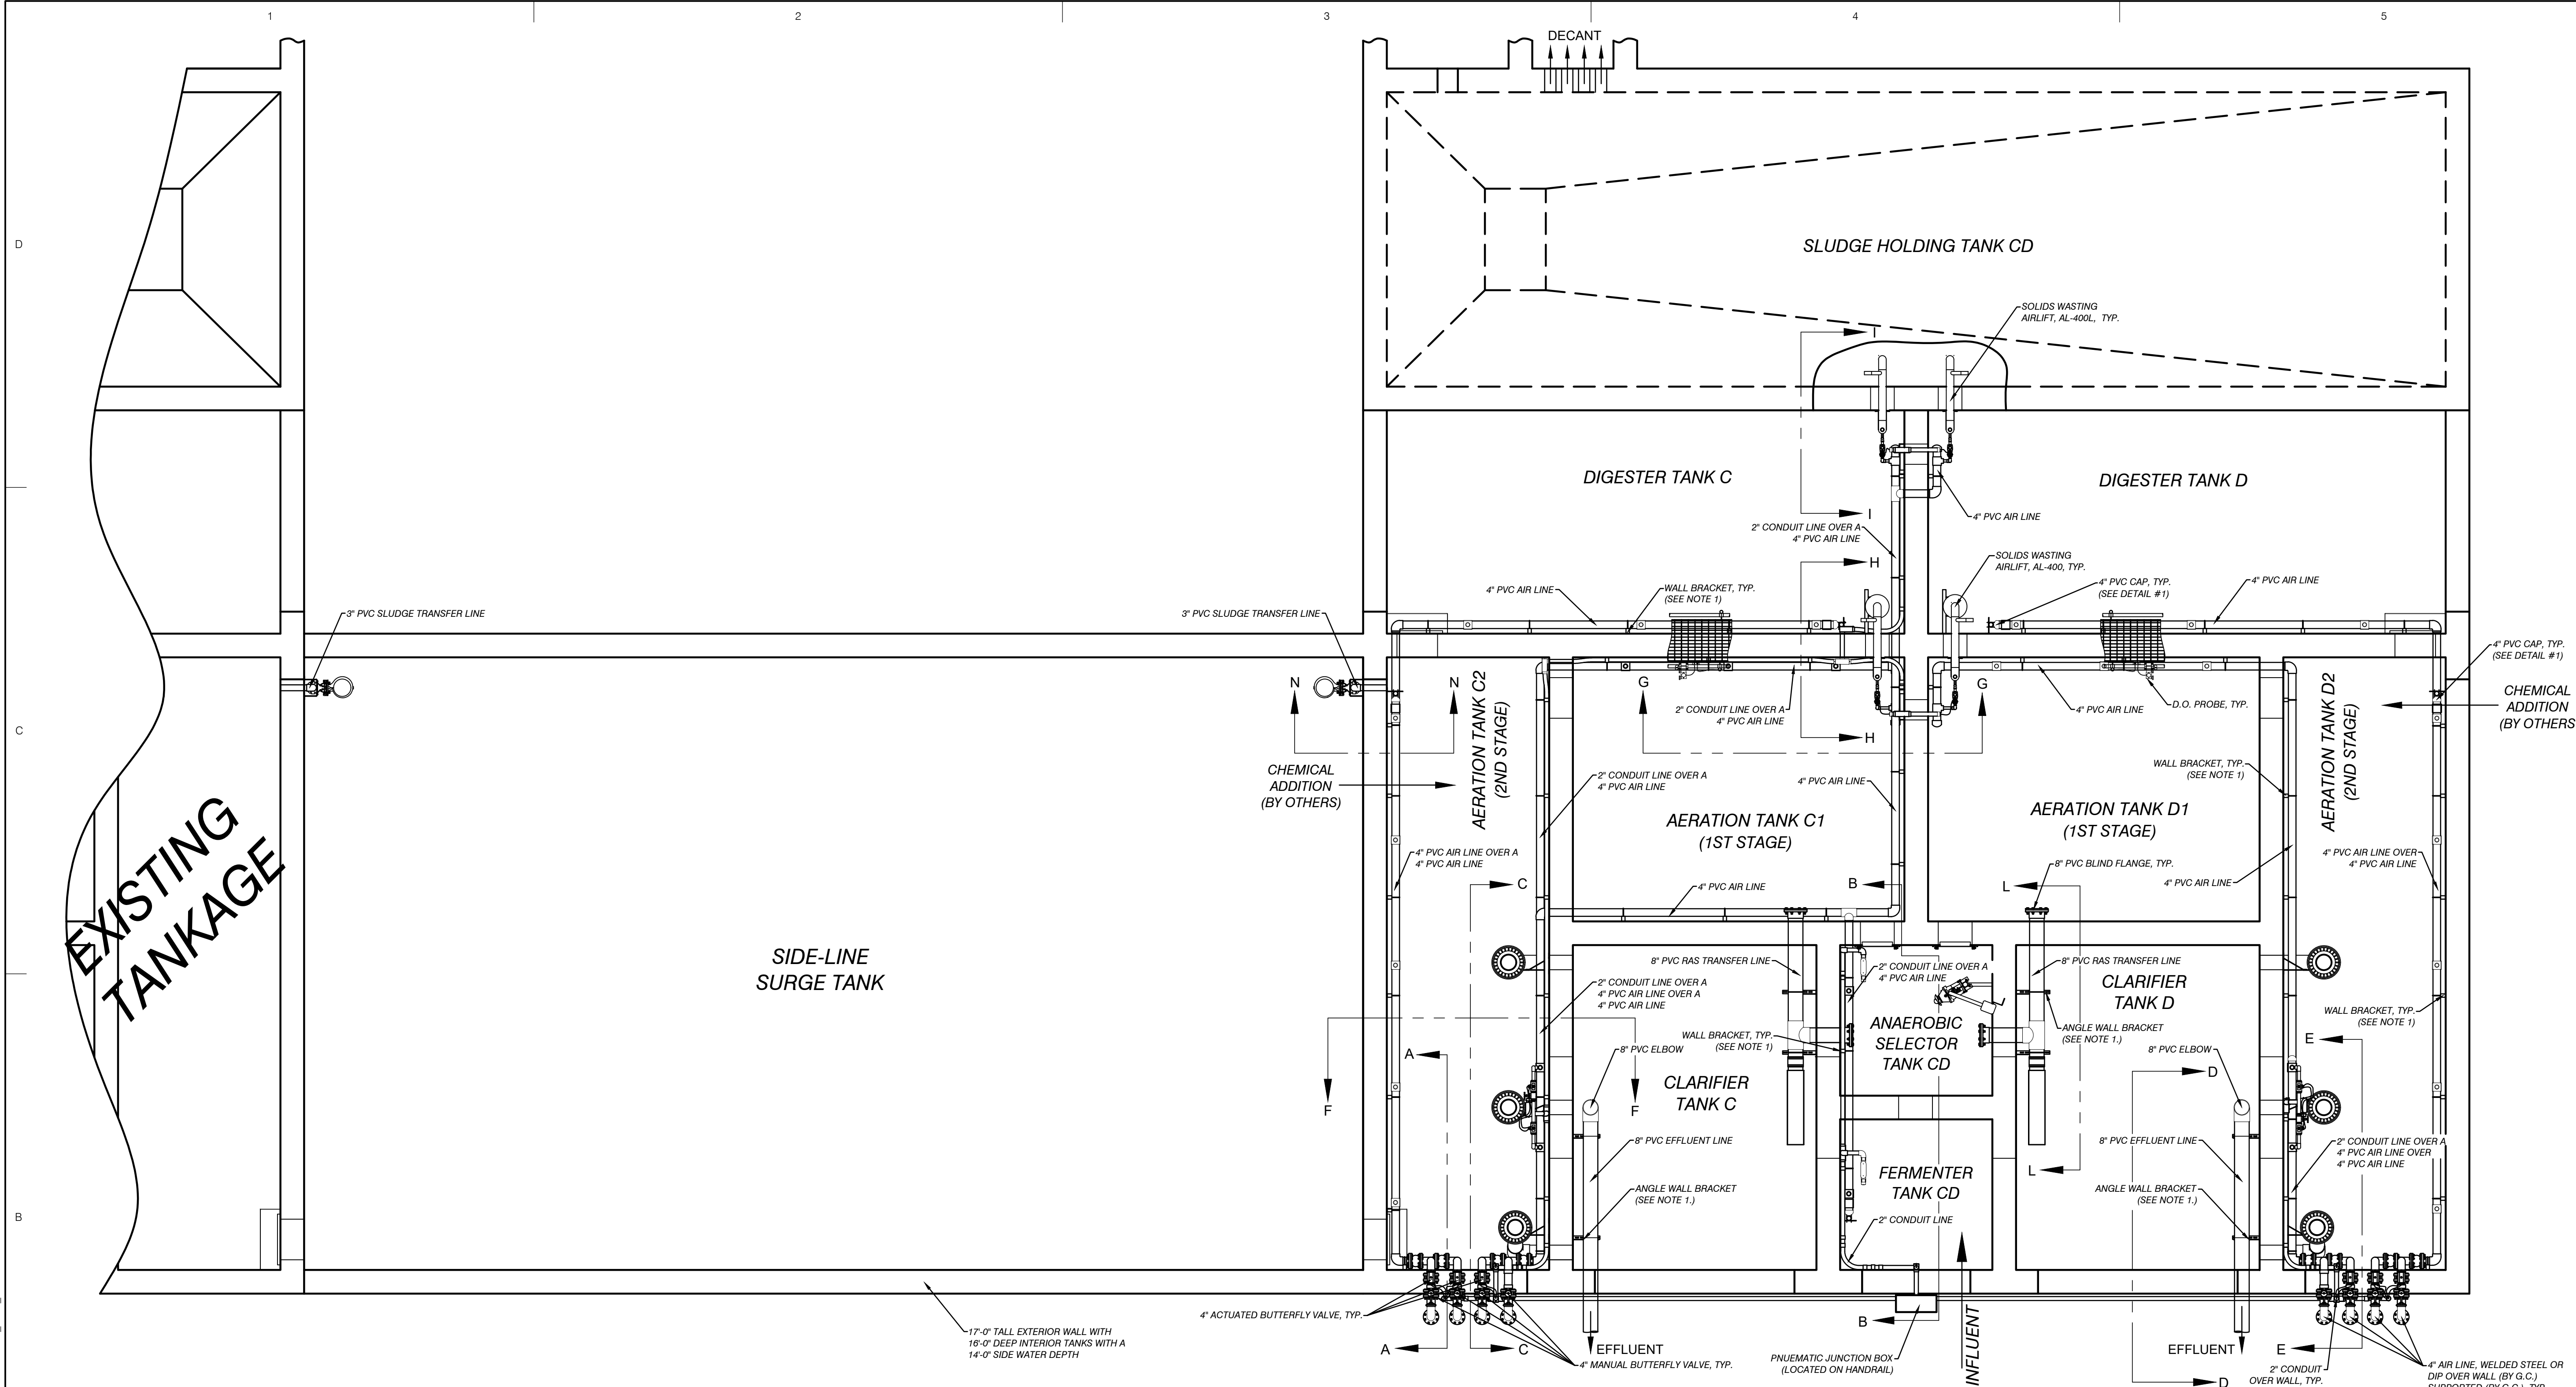 1
2
3
4
5
DECANT
D
SLUDGE HOLDING TANK CD
SOLIDS WASTING
AIRLIFT, AL-400L, TYP.
I
DIGESTER TANK C
DIGESTER TANK D
I
4" PVC AIR LINE
2" CONDUIT LINE OVER A
4" PVC AIR LINE
H
SOLIDS WASTING
AIRLIFT, AL-400, TYP.
4" PVC AIR LINE
WALL BRACKET, TYP.
(SEE NOTE 1)
4" PVC CAP, TYP.
(SEE DETAIL #1)
4" PVC AIR LINE
3" PVC SLUDGE TRANSFER LINE
3" PVC SLUDGE TRANSFER LINE
4" PVC CAP, TYP.
(SEE DETAIL #1)
N
N
G
G
AERATION TANK C2
(2ND STAGE)
2" CONDUIT LINE OVER A
4" PVC AIR LINE
4" PVC AIR LINE
D.O. PROBE, TYP.
AERATION TANK D2
(2ND STAGE)
CHEMICAL
ADDITION
(BY OTHERS
C
H
CHEMICAL
ADDITION
(BY OTHERS)
2" CONDUIT LINE OVER A
4" PVC AIR LINE
4" PVC AIR LINE
WALL BRACKET, TYP.
(SEE NOTE 1)
AERATION TANK C1
(1ST STAGE)
AERATION TANK D1
(1ST STAGE)
EXISTING
TANKAGE
4" PVC AIR LINE OVER A
4" PVC AIR LINE
4" PVC AIR LINE OVER
4" PVC AIR LINE
8" PVC BLIND FLANGE, TYP.
C
4" PVC AIR LINE
B
L
4" PVC AIR LINE
SIDE-LINE
SURGE TANK
8" PVC RAS TRANSFER LINE
2" CONDUIT LINE OVER A
4" PVC AIR LINE
8" PVC RAS TRANSFER LINE
CLARIFIER
TANK D
2" CONDUIT LINE OVER A
4" PVC AIR LINE OVER A
4" PVC AIR LINE
WALL BRACKET, TYP.
(SEE NOTE 1)
ANAEROBIC
SELECTOR
TANK CD
ANGLE WALL BRACKET
(SEE NOTE 1.)
WALL BRACKET, TYP.
(SEE NOTE 1)
E
A
8" PVC ELBOW
8" PVC ELBOW
D
CLARIFIER
TANK C
F
F
8" PVC EFFLUENT LINE
8" PVC EFFLUENT LINE
2" CONDUIT LINE OVER A
4" PVC AIR LINE OVER
4" PVC AIR LINE
FERMENTER
TANK CD
L
ANGLE WALL BRACKET
(SEE NOTE 1.)
ANGLE WALL BRACKET
(SEE NOTE 1.)
B
2" CONDUIT LINE
4" ACTUATED BUTTERFLY VALVE, TYP.
B
INFLUENT
17'-0" TALL EXTERIOR WALL WITH
16'-0" DEEP INTERIOR TANKS WITH A
14'-0" SIDE WATER DEPTH
A
C
EFFLUENT
4" MANUAL BUTTERFLY VALVE, TYP.
PNUEMATIC JUNCTION BOX
(LOCATED ON HANDRAIL)
EFFLUENT
E
2" CONDUIT
OVER WALL, TYP.
D
4" AIR LINE, WELDED STEEL OR
DIP OVER WALL (BY G.C.)
SUPPORTED (BY G.C.), TYP.